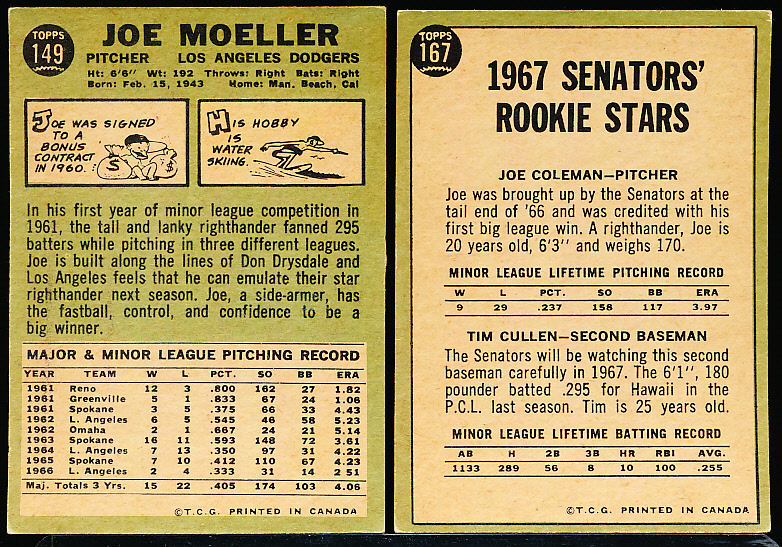 TOPPS
149
JOE MOELLER
PITCHER LOS ANGELES DODGERS
Ht: 6'6" Wt: 192 Throws: Right Bats: Right
Born: Feb. 15, 1943 Home: Man. Beach, Cal
JOE WAS SIGNED
TO A
BONUS
CONTRACT
IN 1960.
$ $
HIS HOBBY
IS
WATER
SKIING.
In his first year of minor league competition in
1961, the tall and lanky righthander fanned 295
batters while pitching in three different leagues.
Joe is built along the lines of Don Drysdale and
Los Angeles feels that he can emulate their star
righthander next season. Joe, a side-armer, has
the fastball, control, and confidence to be a
big winner.
MAJOR & MINOR LEAGUE PITCHING RECORD
YEAR TEAM W L PCT. SO BB ERA
1961 Reno 12 3 .800 162 27 1.82
1961 Greenville 5 1 .833 67 24 1.06
1961 Spokane 3 5 .375 66 33 4.43
1962 L. Angeles 6 5 .545 46 58 5.23
1962 Omaha 2 1 .667 24 21 5.14
1963 Spokane 16 11 .593 148 72 3.61
1964 L. Angeles 7 13 .350 97 31 4.22
1965 Spokane 7 10 .412 110 67 4.23
1966 L. Angeles 2 4 .333 31 14 2 51
Maj. Totals 3 Yrs. 15 22 .405 174 103 4.06
©T.C.G. PRINTED IN CANADA
TOPPS
167
1967 SENATORS'
ROOKIE STARS
JOE COLEMAN—PITCHER
Joe was brought up by the Senators at the
tail end of '66 and was credited with his
first big league win. A righthander, Joe is
20 years old, 6'3" and weighs 170.
MINOR LEAGUE LIFETIME PITCHING RECORD
W L PCT. SO BB ERA
9 29 .237 158 117 3.97
TIM CULLEN—SECOND BASEMAN
The Senators will be watching this second
baseman carefully in 1967. The 6'1", 180
pounder batted .295 for Hawaii in the
P.C.L. last season. Tim is 25 years old.
MINOR LEAGUE LIFETIME BATTING RECORD
AB H 2B 3B HR RBI AVG.
1133 289 56 8 10 100 .255
©T.C.G. PRINTED IN CANADA